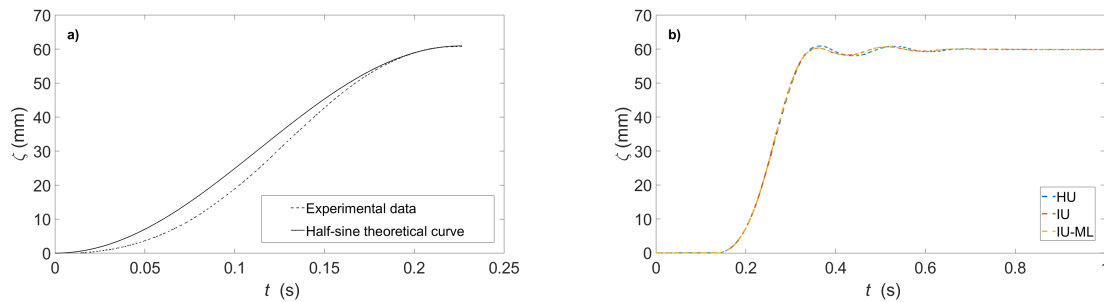 a)
70
60
50
40
30
20
10
0
ζ (mm)
0
0.05
0.1
0.15
0.2
0.25
t (s)
Experimental data
Half-sine theoretical curve
b)
70
60
50
40
30
20
10
0
ζ (mm)
0
0.2
0.4
0.6
0.8
1
t (s)
HU
IU
IU-ML